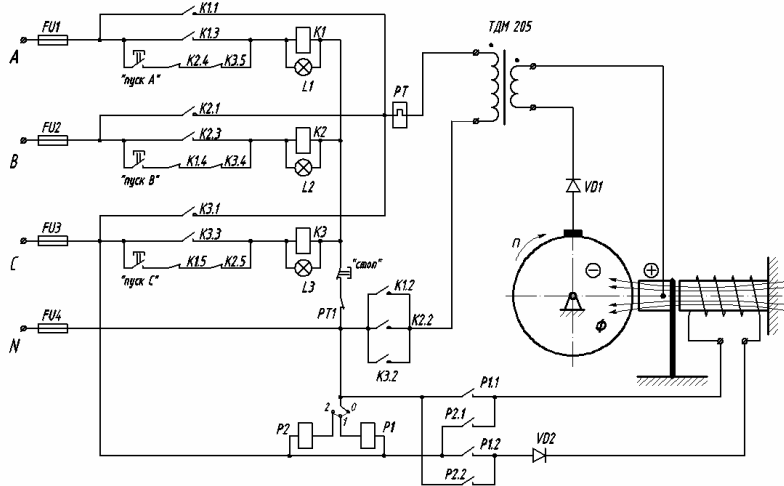 K1.1
ТДМ 205
FU1
K1.3
K1
A
"пуск A"
K2.4
K3.5
L1
K2.1
РТ
FU2
K2.3
K2
B
"пуск B"
K1.4
K3.4
L2
VD1
K3.1
FU3
K3.3
K3
n
C
"пуск C"
K1.5
K2.5
L3
"стоп"
− +
K1.2
FU4
РТ1
K2.2
Ф
N
K3.2
P1.1
2 0
1
P2
P1
P2.1
P1.2
VD2
P2.2